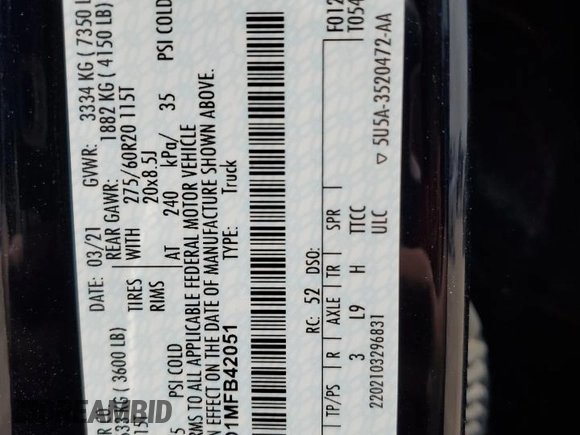 DATE: 03/21 GVWR: 3334 KG ( 7350 L
REAR GAWR: 1882 KG ( 4150 LB)
( 3600 LB) TIRES WITH 275/60R20 115T
RIMS 20x8.5J
PSI COLD AT 240 kPa/ 35 PSI COLD
RMS TO ALL APPLICABLE FEDERAL MOTOR VEHICLE
N EFFECT ON THE DATE OF MANUFACTURE SHOWN ABOVE.
MFB42051 TYPE: Truck
RC: 52 DSO: F012
TP/PS R AXLE TR SPR T054
3 L9 H TTCC
ULC
2202103296831 ▽ 5U5A-3520472-AA